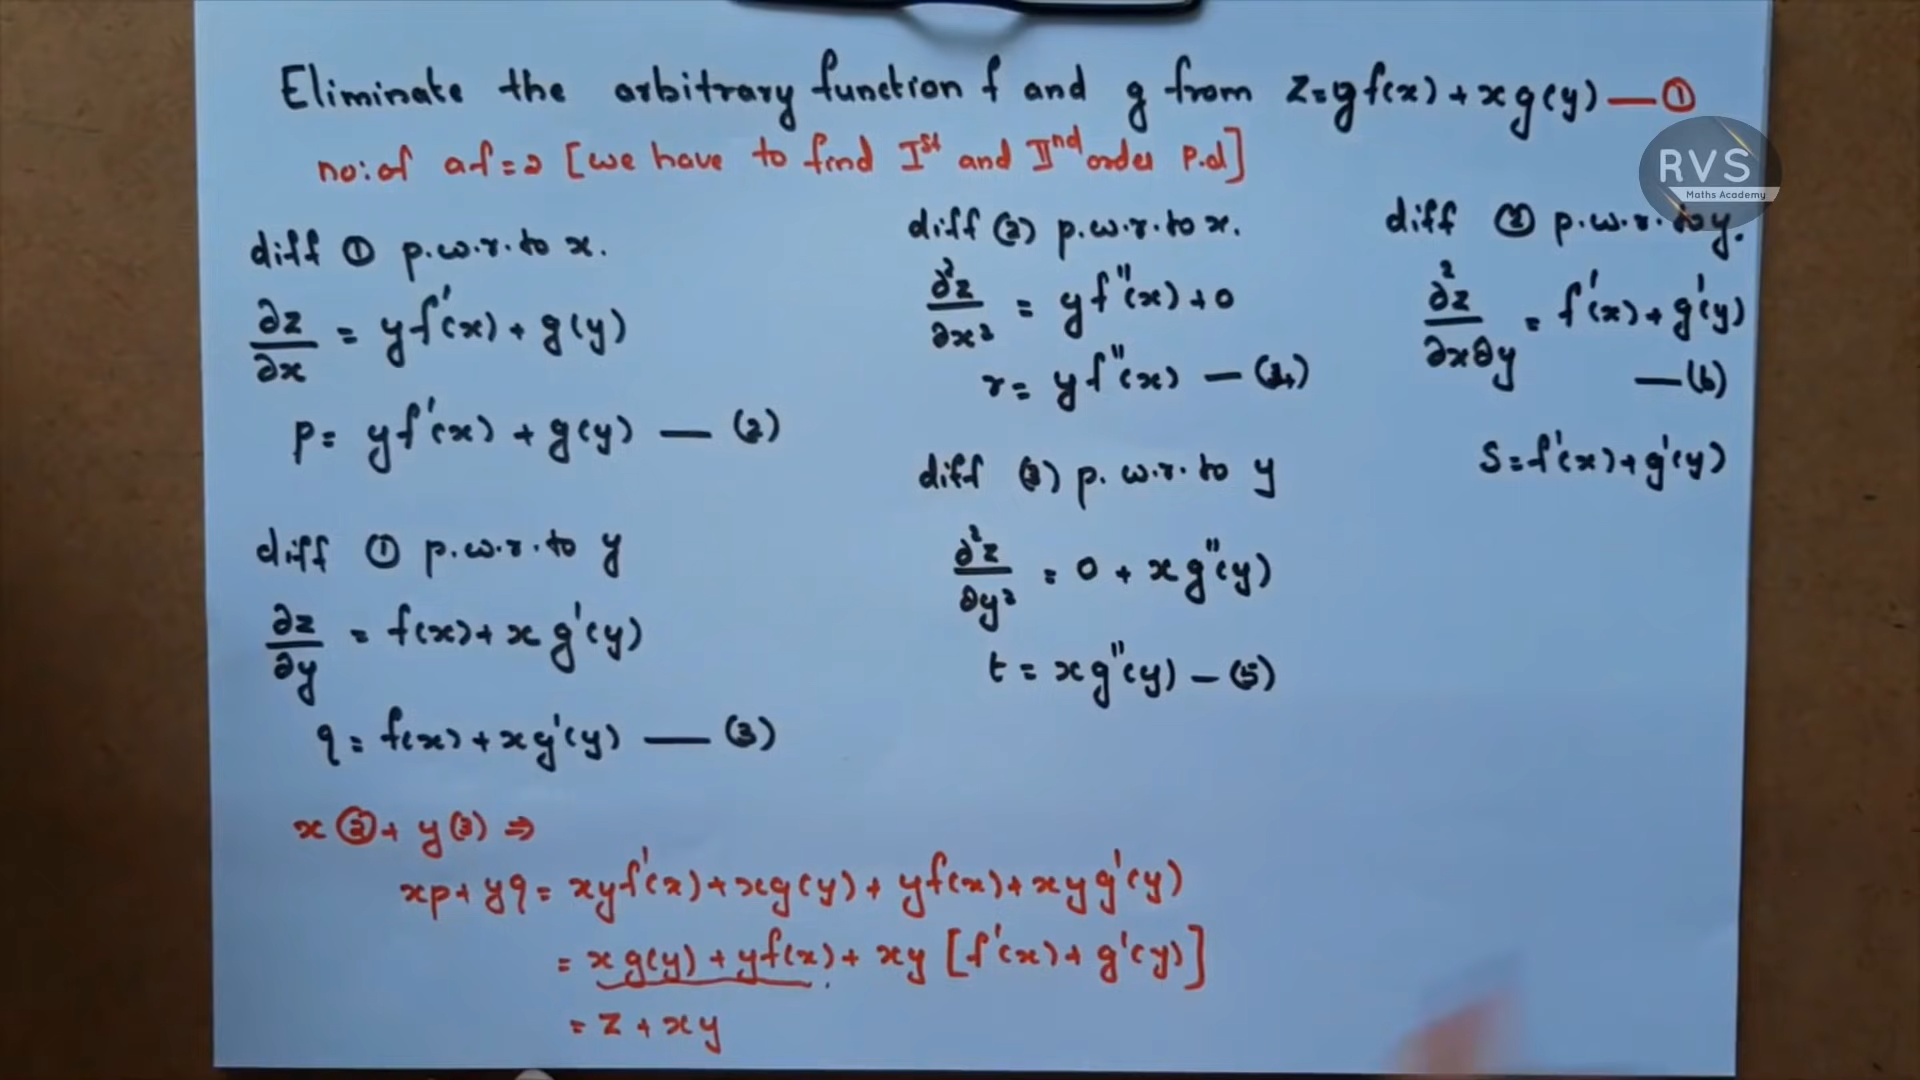 Eliminate the arbitrary function f and g from z=yf(x)+xg(y) — ①
no:of af=2 [we have to find Iˢᵗ and IIⁿᵈ order p.d]
RVS
Maths Academy
diff ① p.w.r.to x.
∂z/∂x = yf'(x)+g(y)
p= yf'(x)+g(y) — (2)
diff ① p.w.r.to y
∂z/∂y = f(x)+xg'(y)
q= f(x)+xg'(y) — (3)
diff (2) p.w.r.to x.
∂²z/∂x² = yf''(x)+0
r= yf''(x) — (4)
diff (3) p.w.r.to y
∂²z/∂y² = 0+xg''(y)
t= xg''(y) — (5)
diff ② p.w.r.to y.
∂²z/∂x∂y = f'(x)+g'(y)
— (6)
S=f'(x)+g'(y)
x②+y(3) ⇒
xp+yq= xyf'(x)+xg(y)+yf(x)+xyg'(y)
= xg(y)+yf(x)+xy[f'(x)+g'(y)]
= z+xy